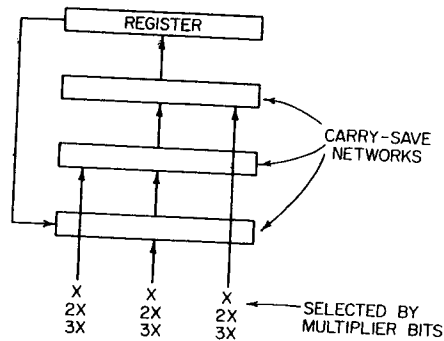 REGISTER
CARRY-SAVE
NETWORKS
X
2X
3X
X
2X
3X
X
2X
3X
SELECTED BY
MULTIPLIER BITS